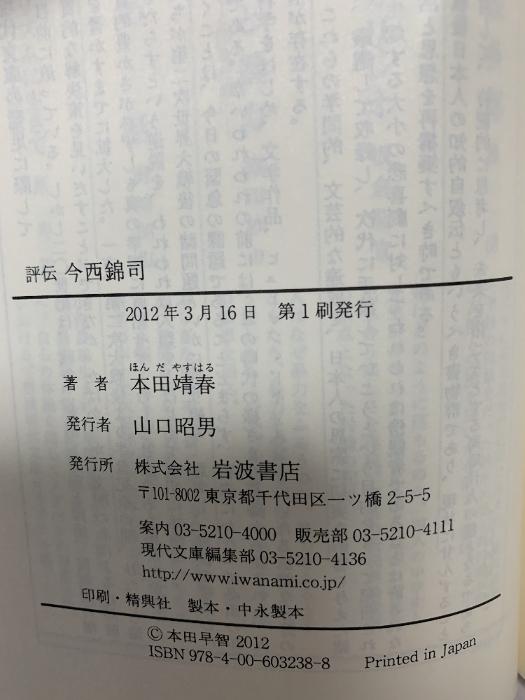 評伝 今西錦司
2012年3月16日 第1刷発行
著者 本田靖春
ほんだ やすはる
発行者 山口昭男
発行所 株式会社 岩波書店
〒101-8002 東京都千代田区一ツ橋2-5-5
案内 03-5210-4000 販売部 03-5210-4111
現代文庫編集部 03-5210-4136
http://www.iwanami.co.jp/
印刷・精興社 製本・中永製本
© 本田早智 2012
ISBN 978-4-00-603238-8 Printed in Japan